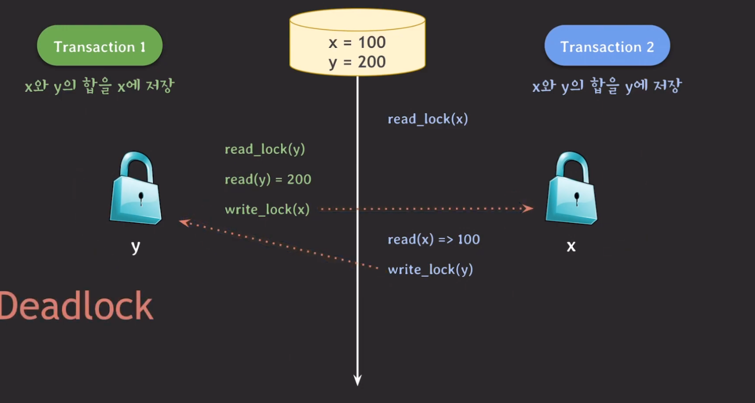 Transaction 1
x와 y의 합을 x에 저장
x = 100
y = 200
Transaction 2
x와 y의 합을 y에 저장
read_lock(x)
read_lock(y)
read(y) = 200
write_lock(x)
read(x) => 100
write_lock(y)
y
x
Deadlock